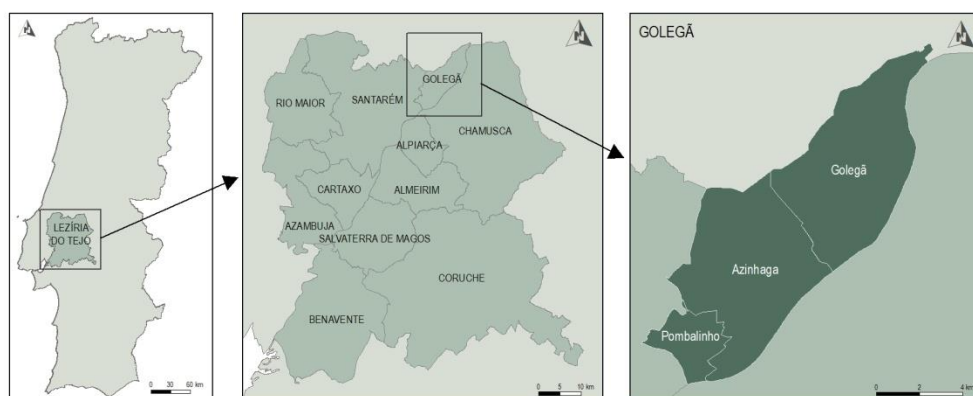 N
LEZÍRIA
DO TEJO
0 30 60 km
N
GOLEGÃ
RIO MAIOR
SANTARÉM
CHAMUSCA
ALPIARÇA
CARTAXO
ALMEIRIM
AZAMBUJA
SALVATERRA DE MAGOS
CORUCHE
BENAVENTE
0 5 10 km
GOLEGÃ
N
Golegã
Azinhaga
Pombalinho
0 2 4 km